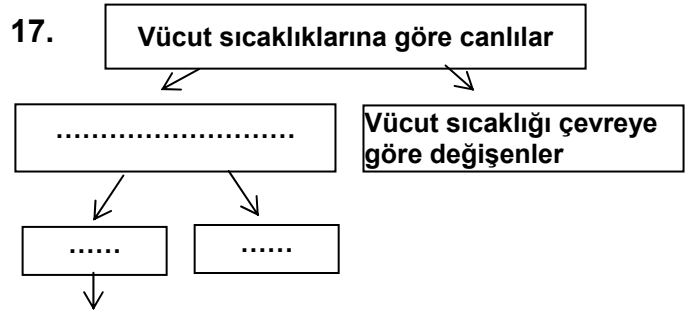 17.
Vücut sıcaklıklarına göre canlılar
...........................
Vücut sıcaklığı çevreye
göre değişenler
......
......